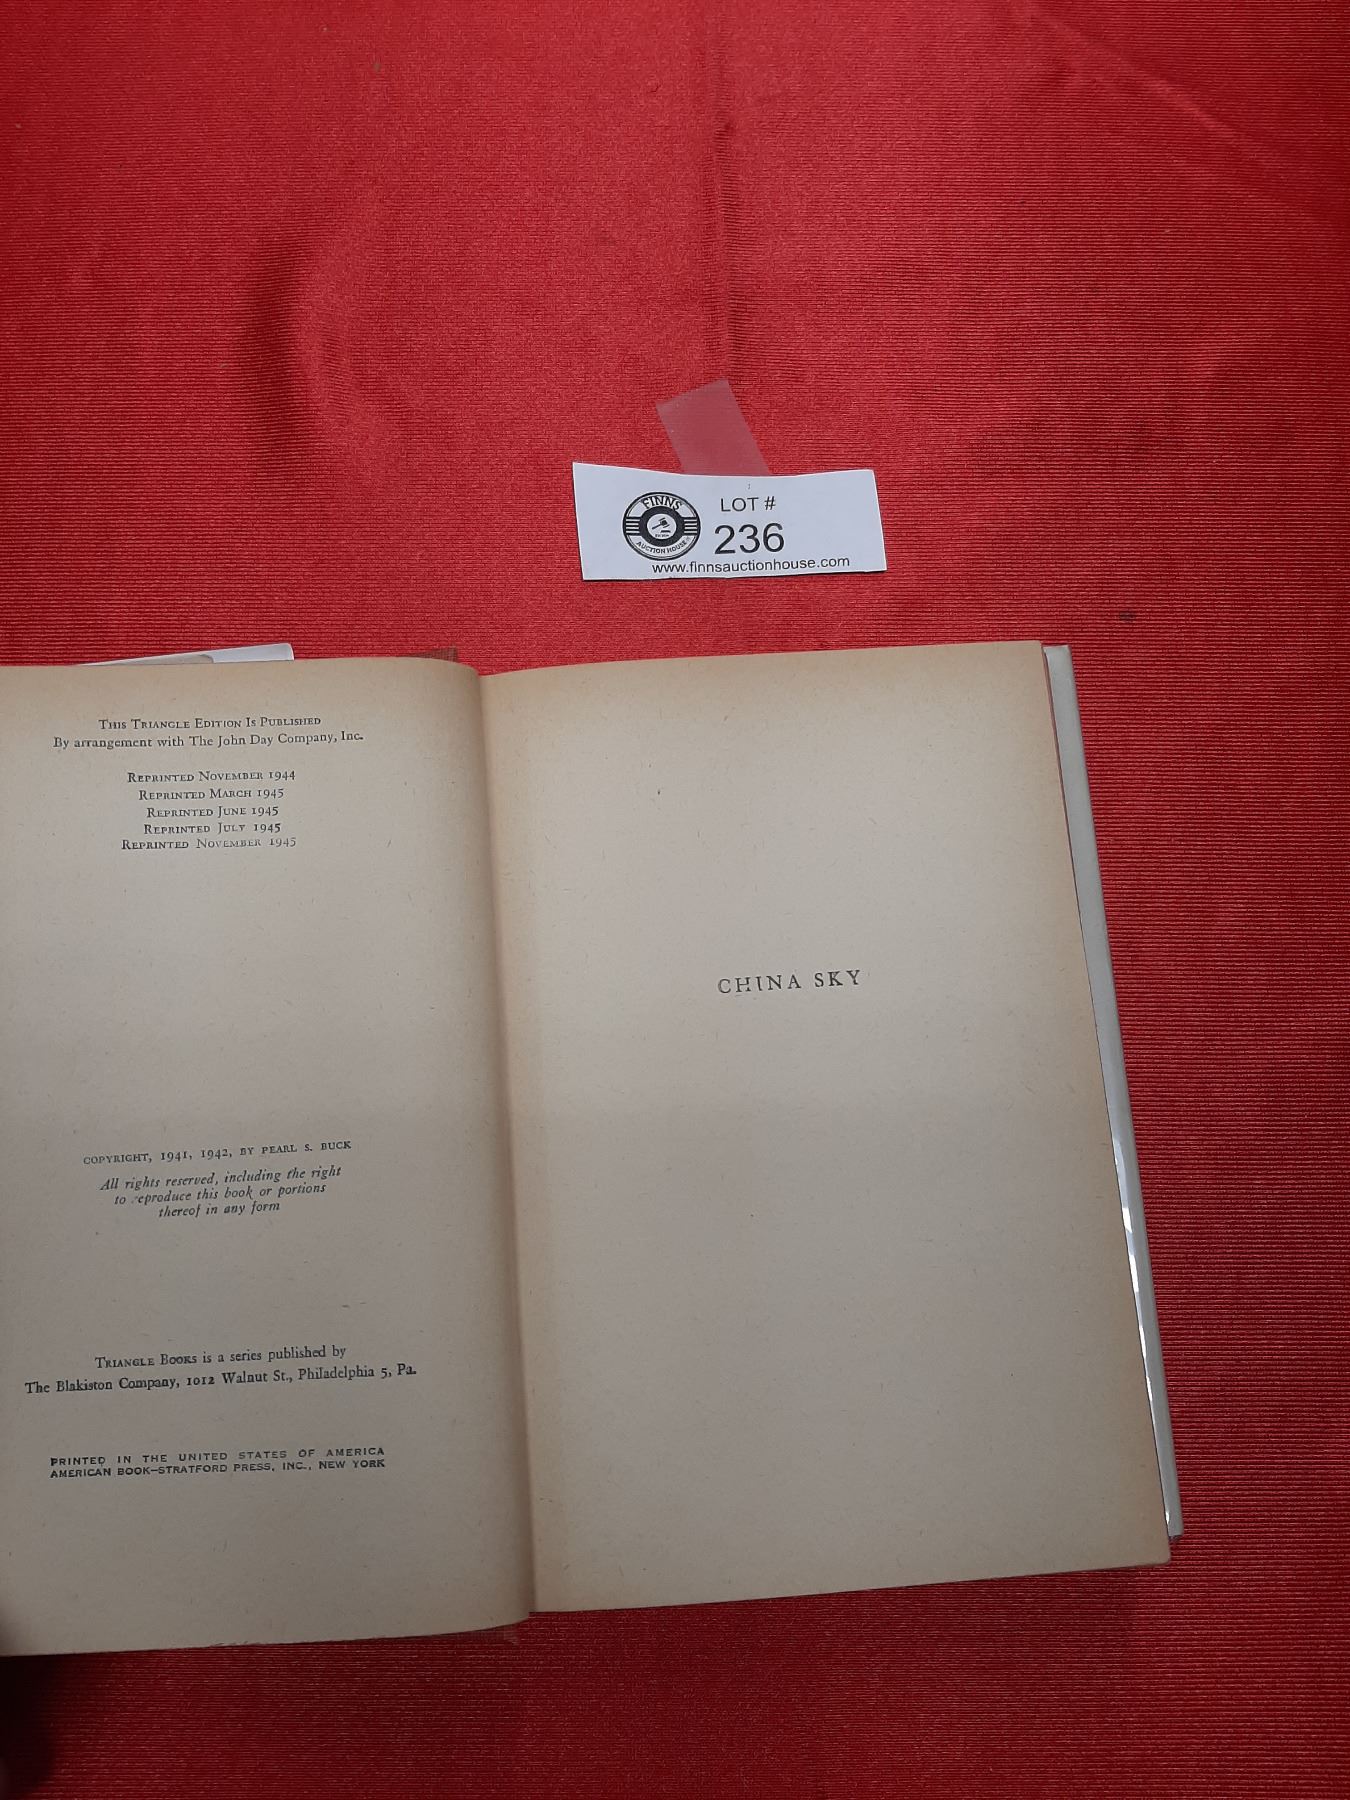 FINNS
AUCTION HOUSE
LOT #
236
www.finnsauctionhouse.com
THIS TRIANGLE EDITION IS PUBLISHED
By arrangement with The John Day Company, Inc.
REPRINTED NOVEMBER 1944
REPRINTED MARCH 1945
REPRINTED JUNE 1945
REPRINTED JULY 1945
REPRINTED NOVEMBER 1945
COPYRIGHT, 1941, 1942, BY PEARL S. BUCK
All rights reserved, including the right
to reproduce this book or portions
thereof in any form
TRIANGLE BOOKS is a series published by
The Blakiston Company, 1012 Walnut St., Philadelphia 5, Pa.
PRINTED IN THE UNITED STATES OF AMERICA
AMERICAN BOOK—STRATFORD PRESS, INC., NEW YORK
CHINA SKY